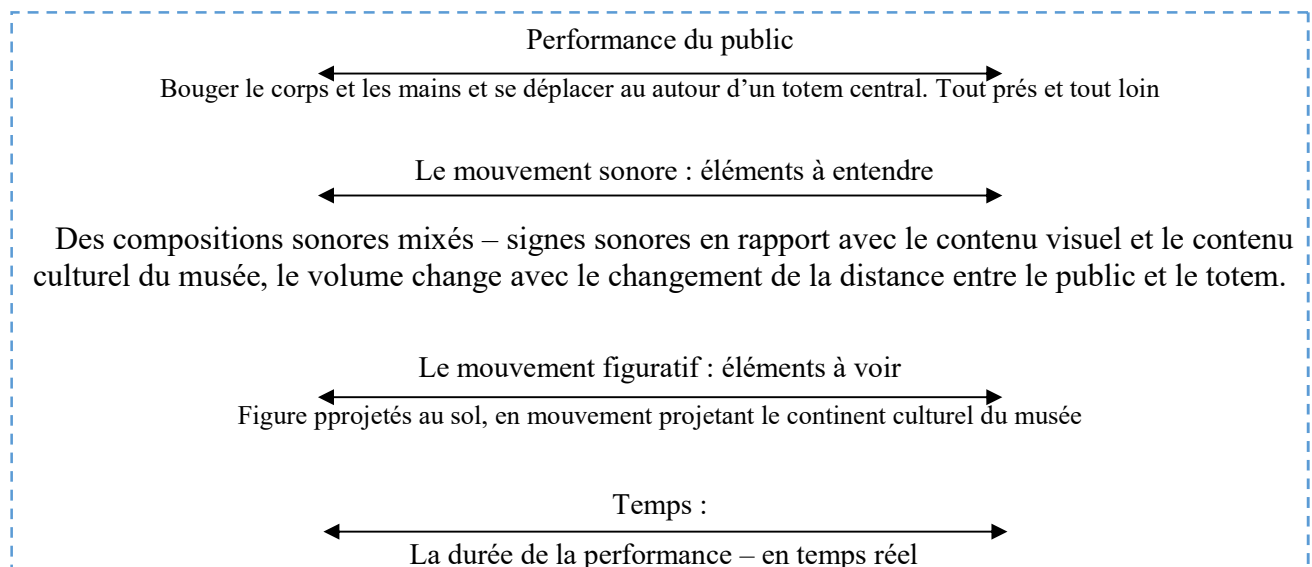 Performance du public
Bouger le corps et les mains et se déplacer au autour d’un totem central. Tout prés et tout loin
Le mouvement sonore : éléments à entendre
Des compositions sonores mixés – signes sonores en rapport avec le contenu visuel et le contenu
culturel du musée, le volume change avec le changement de la distance entre le public et le totem.
Le mouvement figuratif : éléments à voir
Figure pprojetés au sol, en mouvement projetant le continent culturel du musée
Temps :
La durée de la performance – en temps réel